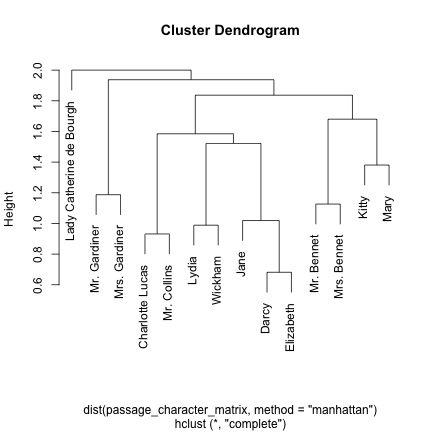 Cluster Dendrogram
Height
2.0
1.8
1.6
1.4
1.2
1.0
0.8
0.6
Lady Catherine de Bourgh
Mr. Gardiner
Mrs. Gardiner
Charlotte Lucas
Mr. Collins
Lydia
Wickham
Jane
Darcy
Elizabeth
Mr. Bennet
Mrs. Bennet
Kitty
Mary
dist(passage_character_matrix, method = "manhattan")
hclust (*, "complete")